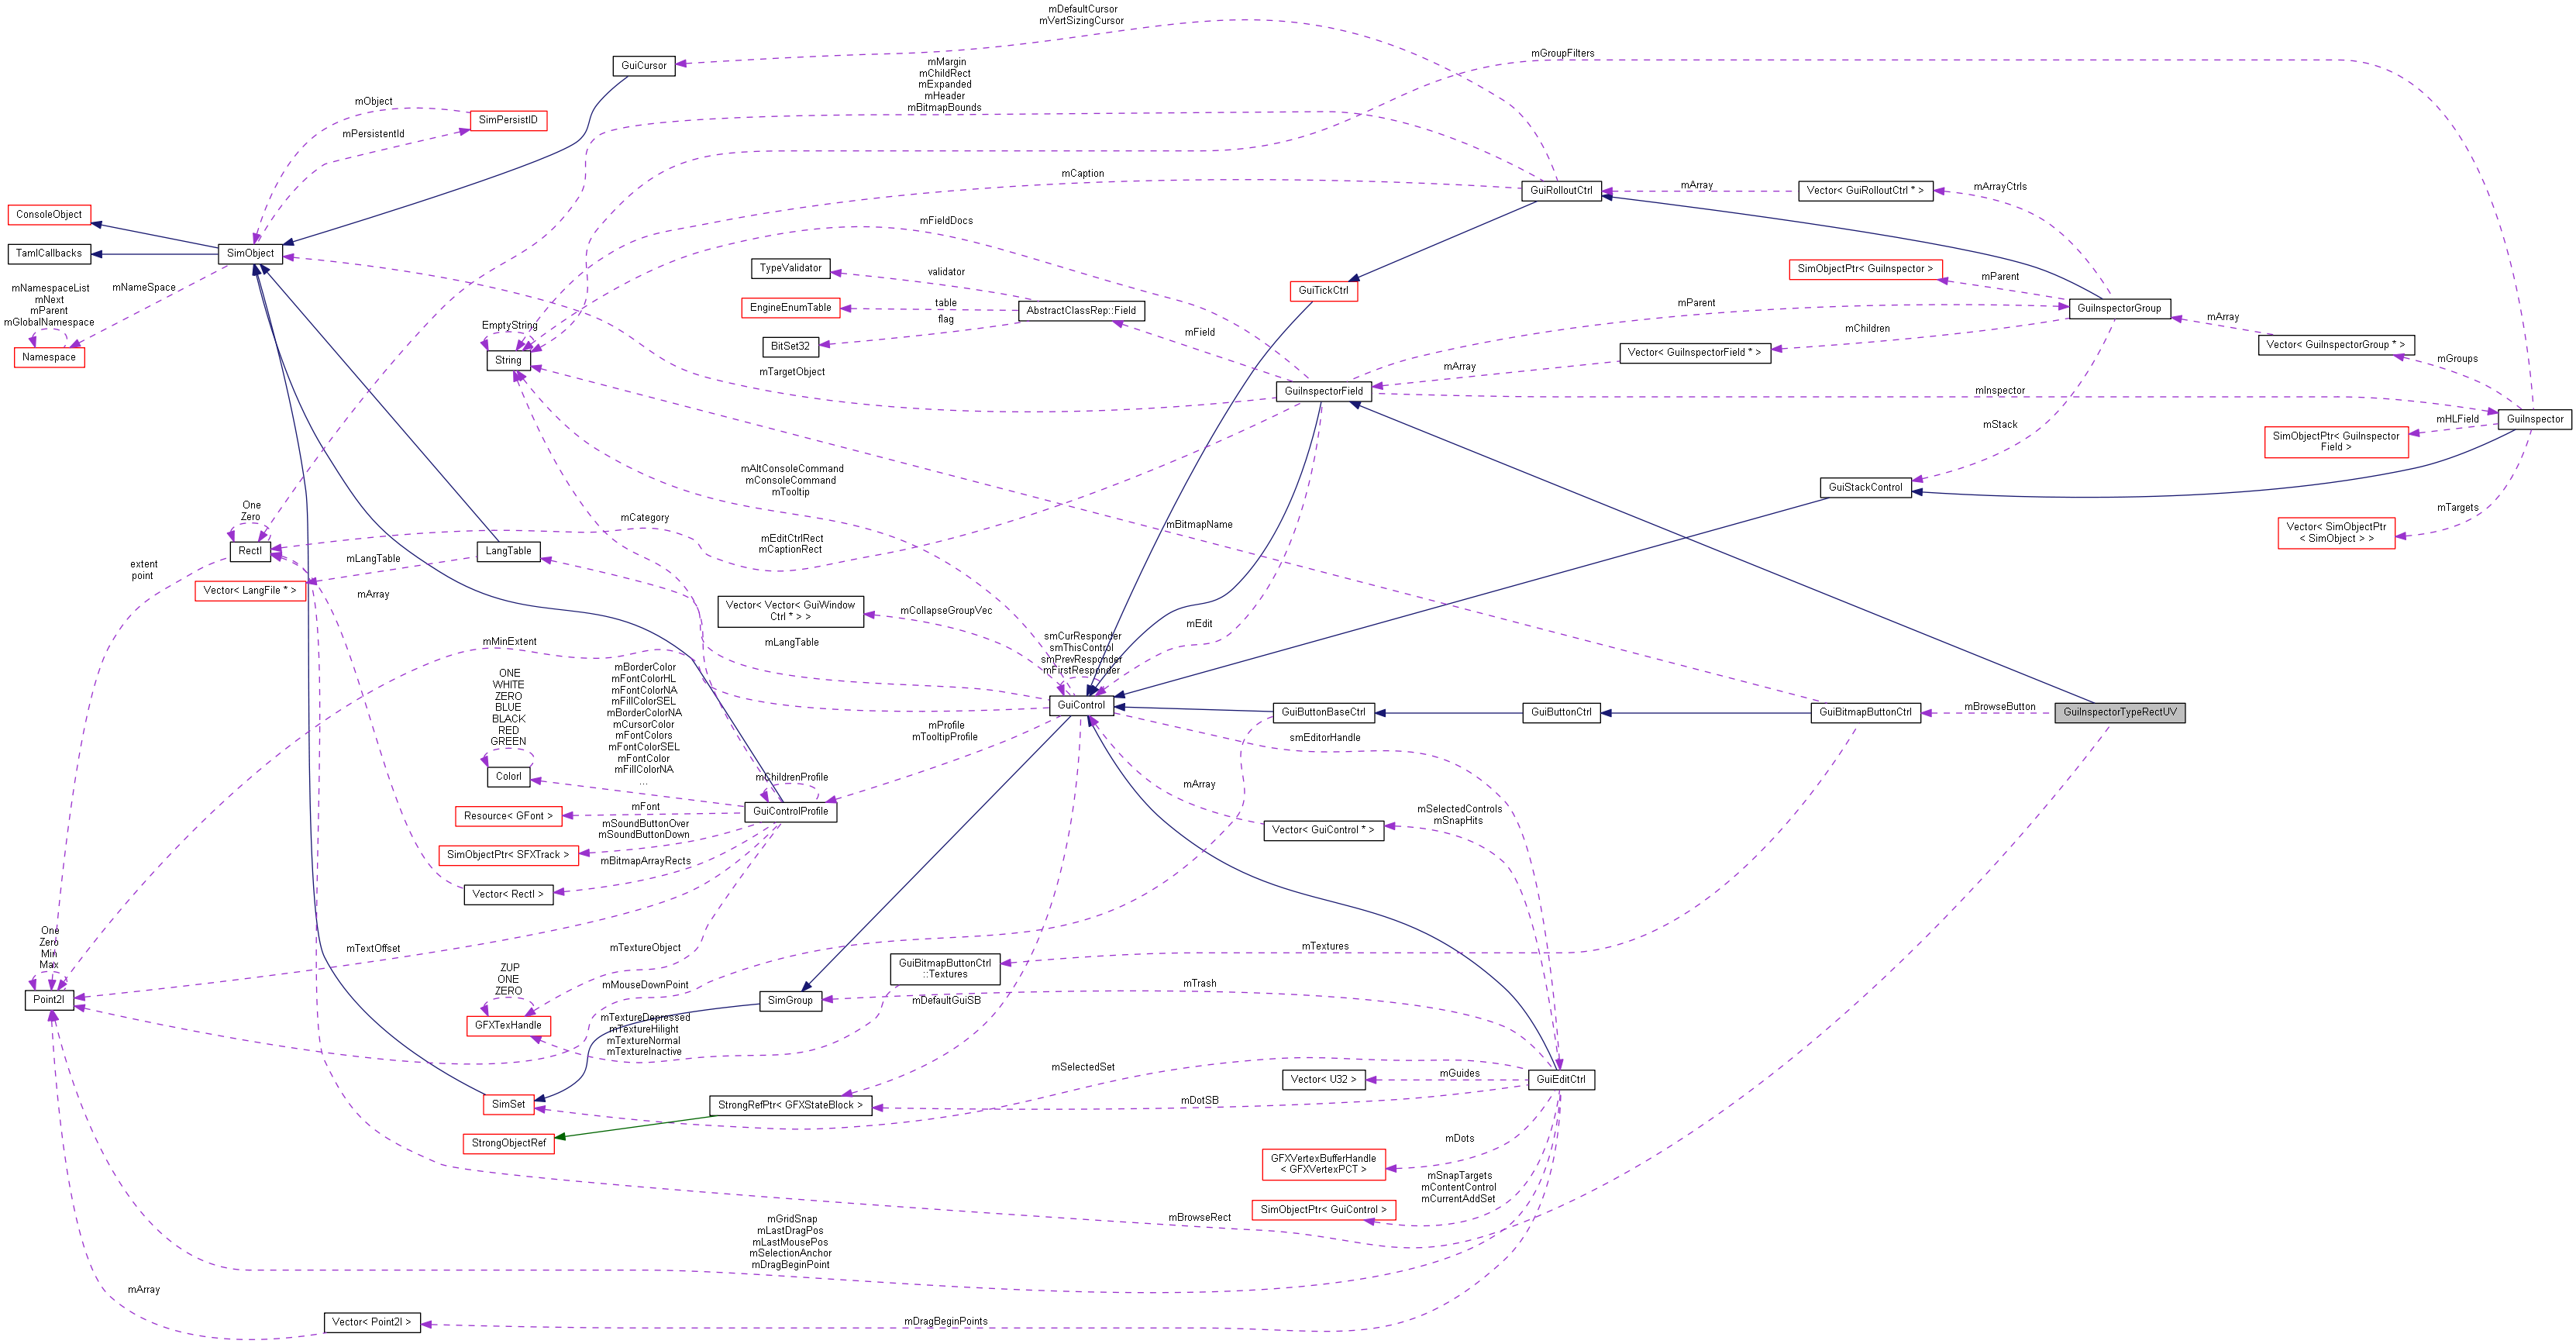 mDefaultCursor
mVertSizingCursor
mGroupFilters
GuiCursor
mMargin
mChildRect
mExpanded
mHeader
mBitmapBounds
mObject
SimPersistID
mPersistentId
mCaption
GuiRolloutCtrl
mArray
Vector< GuiRolloutCtrl * >
mArrayCtrls
ConsoleObject
mFieldDocs
TamlCallbacks
SimObject
TypeValidator
validator
SimObjectPtr< GuiInspector >
mParent
mNamespaceList
mNext
mParent
mGlobalNamespace
mNameSpace
GuiTickCtrl
EngineEnumTable
table
AbstractClassRep::Field
flag
mParent
GuiInspectorGroup
mArray
EmptyString
BitSet32
mField
mChildren
Vector< GuiInspectorGroup * >
Namespace
String
Vector< GuiInspectorField * >
mGroups
mArray
mTargetObject
GuiInspectorField
mInspector
mHLField
GuiInspector
mStack
SimObjectPtr< GuiInspector
Field >
mAltConsoleCommand
mConsoleCommand
mTooltip
GuiStackControl
mTargets
One
Zero
mCategory
mBitmapName
Vector< SimObjectPtr
< SimObject > >
RectI
LangTable
mEditCtrlRect
mCaptionRect
extent
point
mLangTable
Vector< LangFile * >
mArray
Vector< Vector< GuiWindow
Ctrl * > >
mCollapseGroupVec
mEdit
mMinExtent
mLangTable
smCurResponder
smThisControl
smPrevResponder
mFirstResponder
mBorderColor
mFontColorHL
mFontColorNA
mFillColorSEL
mBorderColorNA
mCursorColor
mFontColors
mFontColorSEL
mFontColor
mFillColorNA
...
ONE
WHITE
ZERO
BLUE
BLACK
RED
GREEN
GuiControl
GuiButtonBaseCtrl
GuiButtonCtrl
GuiBitmapButtonCtrl
mBrowseButton
GuiInspectorTypeRectUV
mProfile
mTooltipProfile
smEditorHandle
ColorI
mChildrenProfile
mArray
mFont
GuiControlProfile
Resource< GFont >
mSelectedControls
mSnapHits
mSoundButtonOver
mSoundButtonDown
Vector< GuiControl * >
SimObjectPtr< SFXTrack >
mBitmapArrayRects
Vector< RectI >
One
Zero
Min
Max
mTextOffset
mTextureObject
mTextures
GuiBitmapButtonCtrl
::Textures
ZUP
ONE
ZERO
mMouseDownPoint
mTrash
Point2I
SimGroup
mDefaultGuiSB
GFXTexHandle
mTextureDepressed
mTextureHilight
mTextureNormal
mTextureInactive
mSelectedSet
Vector< U32 >
mGuides
GuiEditCtrl
SimSet
StrongRefPtr< GFXStateBlock >
mDotSB
StrongObjectRef
mDots
GFXVertexBufferHandle
< GFXVertexPCT >
mSnapTargets
mContentControl
mCurrentAddSet
SimObjectPtr< GuiControl >
mBrowseRect
mGridSnap
mLastDragPos
mLastMousePos
mSelectionAnchor
mDragBeginPoint
mArray
Vector< Point2I >
mDragBeginPoints